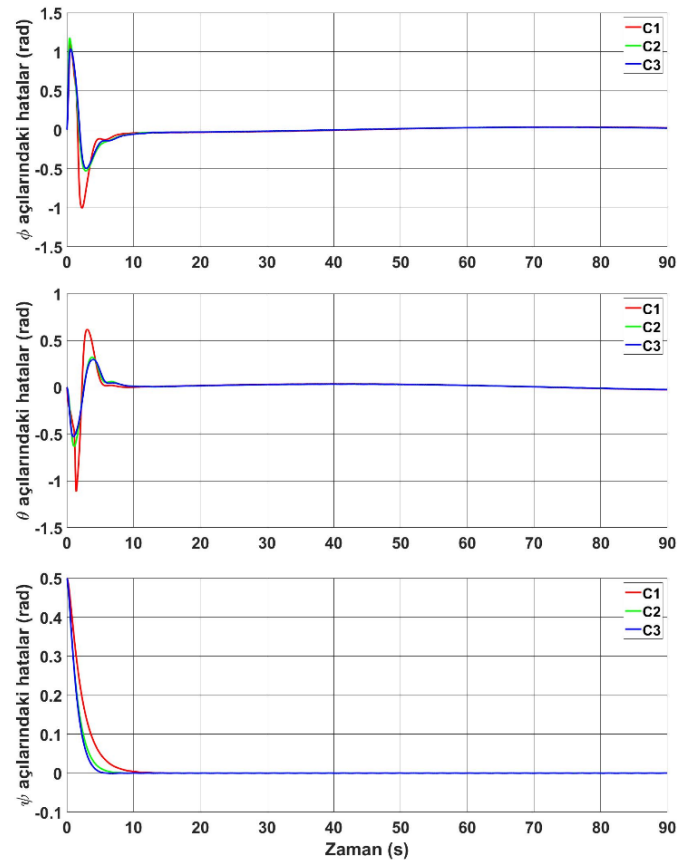 ϕ açılarındaki hatalar (rad)
1.5
1
0.5
0
-0.5
-1
-1.5
C1
C2
C3
0 10 20 30 40 50 60 70 80 90
θ açılarındaki hatalar (rad)
1
0.5
0
-0.5
-1
-1.5
C1
C2
C3
0 10 20 30 40 50 60 70 80 90
ψ açılarındaki hatalar (rad)
0.5
0.4
0.3
0.2
0.1
0
-0.1
C1
C2
C3
0 10 20 30 40 50 60 70 80 90
Zaman (s)